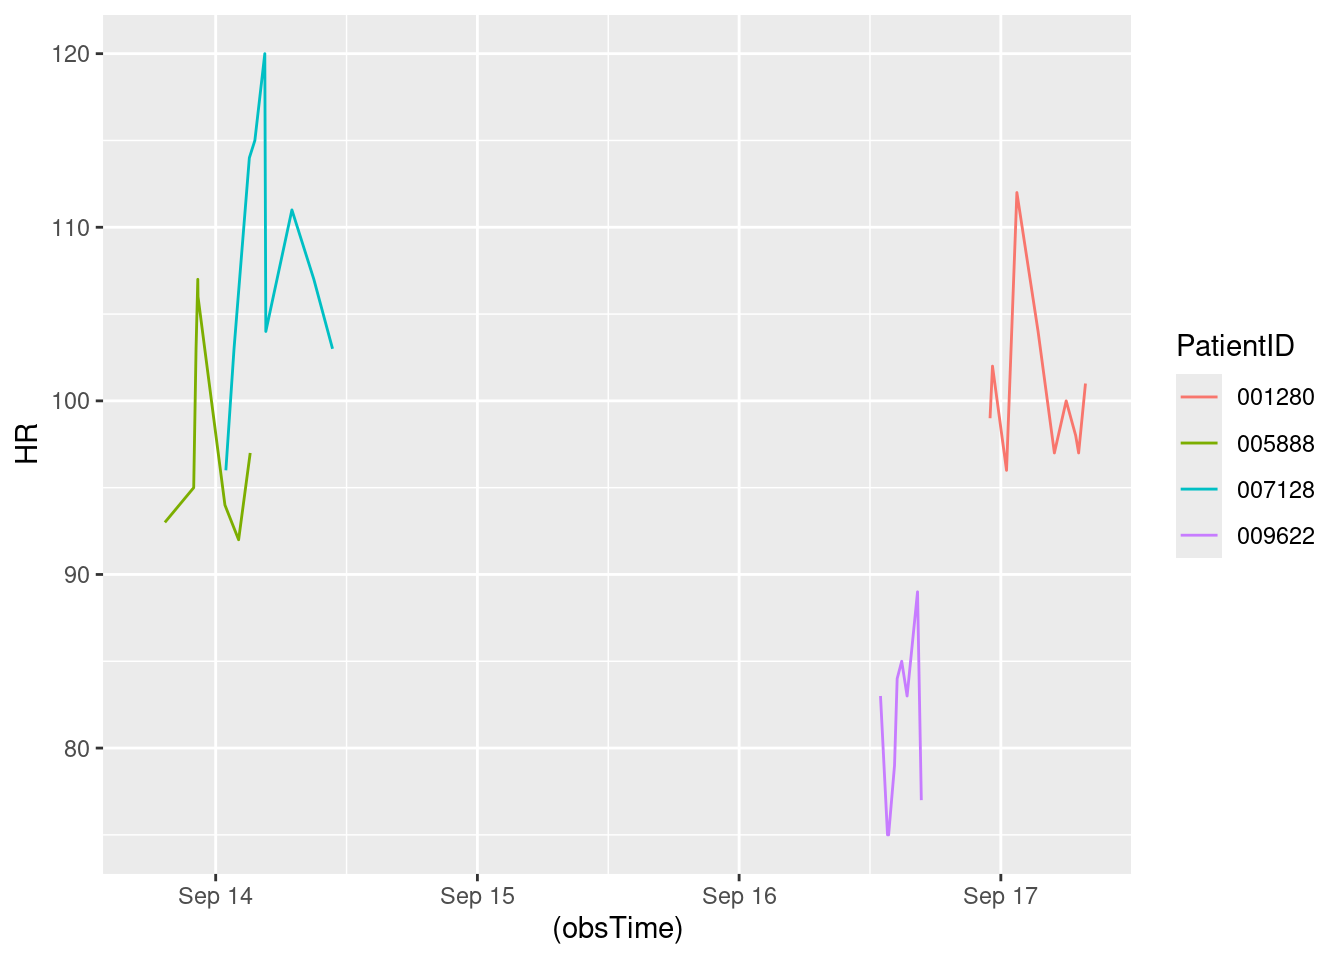 120
110
100
90
80
HR
Sep 14
Sep 15
Sep 16
Sep 17
(obsTime)
PatientID
001280
005888
007128
009622